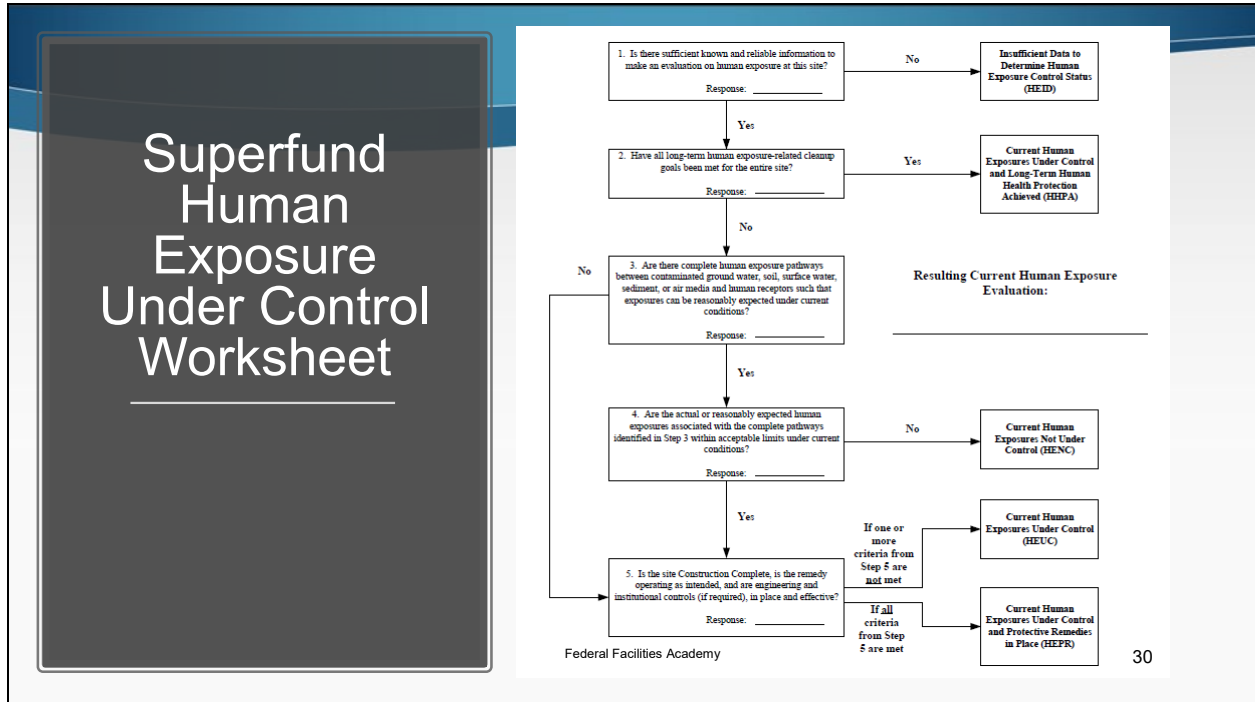 Superfund
Human
Exposure
Under Control
Worksheet
1. Is there sufficient known and reliable information to
make an evaluation on human exposure at this site?
Response:
No
Insufficient Data to
Determine Human
Exposure Control Status
(HEID)
Yes
2. Have all long-term human exposure-related cleanup
goals been met for the entire site?
Response:
Yes
Current Human
Exposures Under Control
and Long-Term Human
Health Protection
Achieved (HHPA)
No
No
3. Are there complete human exposure pathways
between contaminated ground water, soil, surface water,
sediment, or air media and human receptors such that
exposures can be reasonably expected under current
conditions?
Response:
Resulting Current Human Exposure
Evaluation:
Yes
4. Are the actual or reasonably expected human
exposures associated with the complete pathways
identified in Step 3 within acceptable limits under current
conditions?
Response:
No
Current Human
Exposures Not Under
Control (HENC)
Yes
If one or
more
criteria from
Step 5 are
not met
Current Human
Exposures Under Control
(HEUC)
5. Is the site Construction Complete, is the remedy
operating as intended, and are engineering and
institutional controls (if required), in place and effective?
Response:
If all
criteria
from Step
5 are met
Current Human
Exposures Under Control
and Protective Remedies
in Place (HEPR)
Federal Facilities Academy
30